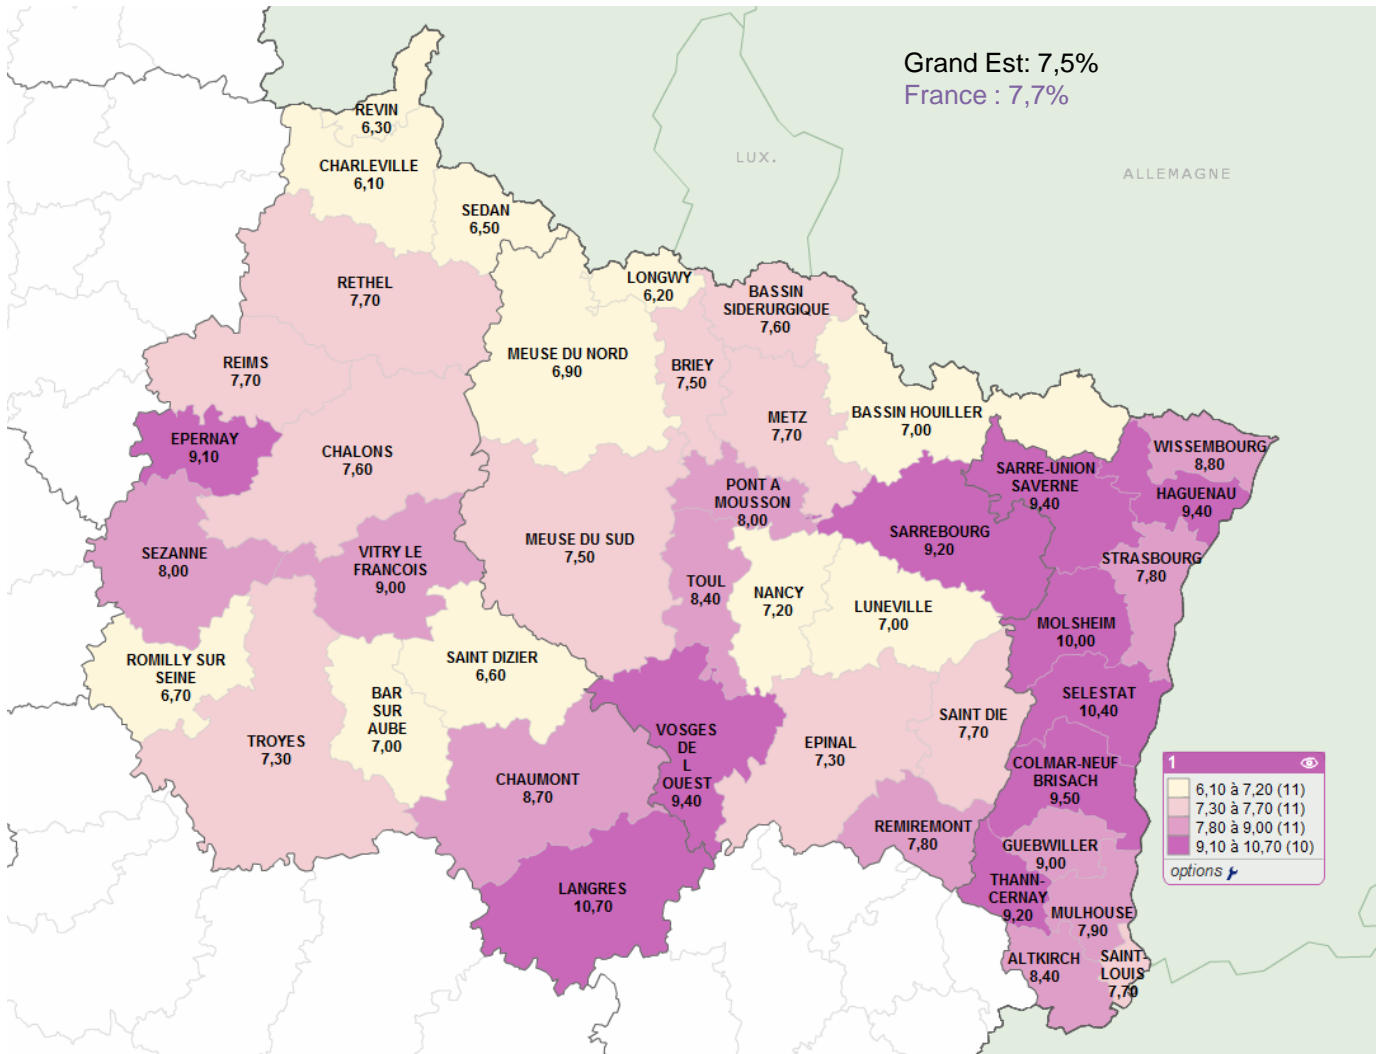 Grand Est: 7,5%
France : 7,7%
LUX.
ALLEMAGNE
REVIN
6,30
CHARLEVILLE
6,10
SEDAN
6,50
RETHEL
7,70
LONGWY
6,20
BASSIN
SIDERURGIQUE
7,60
REIMS
7,70
MEUSE DU NORD
6,90
BRIEY
7,50
METZ
7,70
BASSIN HOUILLER
7,00
EPERNAY
9,10
CHALONS
7,60
WISSEMBOURG
8,80
PONT A
MOUSSON
8,00
SARRE-UNION
SAVERNE
9,40
HAGUENAU
9,40
SARREBOURG
9,20
SEZANNE
8,00
VITRY LE
FRANCOIS
9,00
MEUSE DU SUD
7,50
STRASBOURG
7,80
TOUL
8,40
NANCY
7,20
LUNEVILLE
7,00
MOLSHEIM
10,00
ROMILLY SUR
SEINE
6,70
SAINT DIZIER
6,60
BAR
SUR
AUBE
7,00
SELESTAT
10,40
TROYES
7,30
VOSGES
DE
L
OUEST
9,40
EPINAL
7,30
SAINT DIE
7,70
CHAUMONT
8,70
COLMAR-NEUF
BRISACH
9,50
REMIREMONT
7,80
GUEBWILLER
9,00
LANGRES
10,70
THANN-
CERNAY
9,20
MULHOUSE
7,90
ALTKIRCH
8,40
SAINT-
LOUIS
7,70
1
6,10 à 7,20 (11)
7,30 à 7,70 (11)
7,80 à 9,00 (11)
9,10 à 10,70 (10)
options